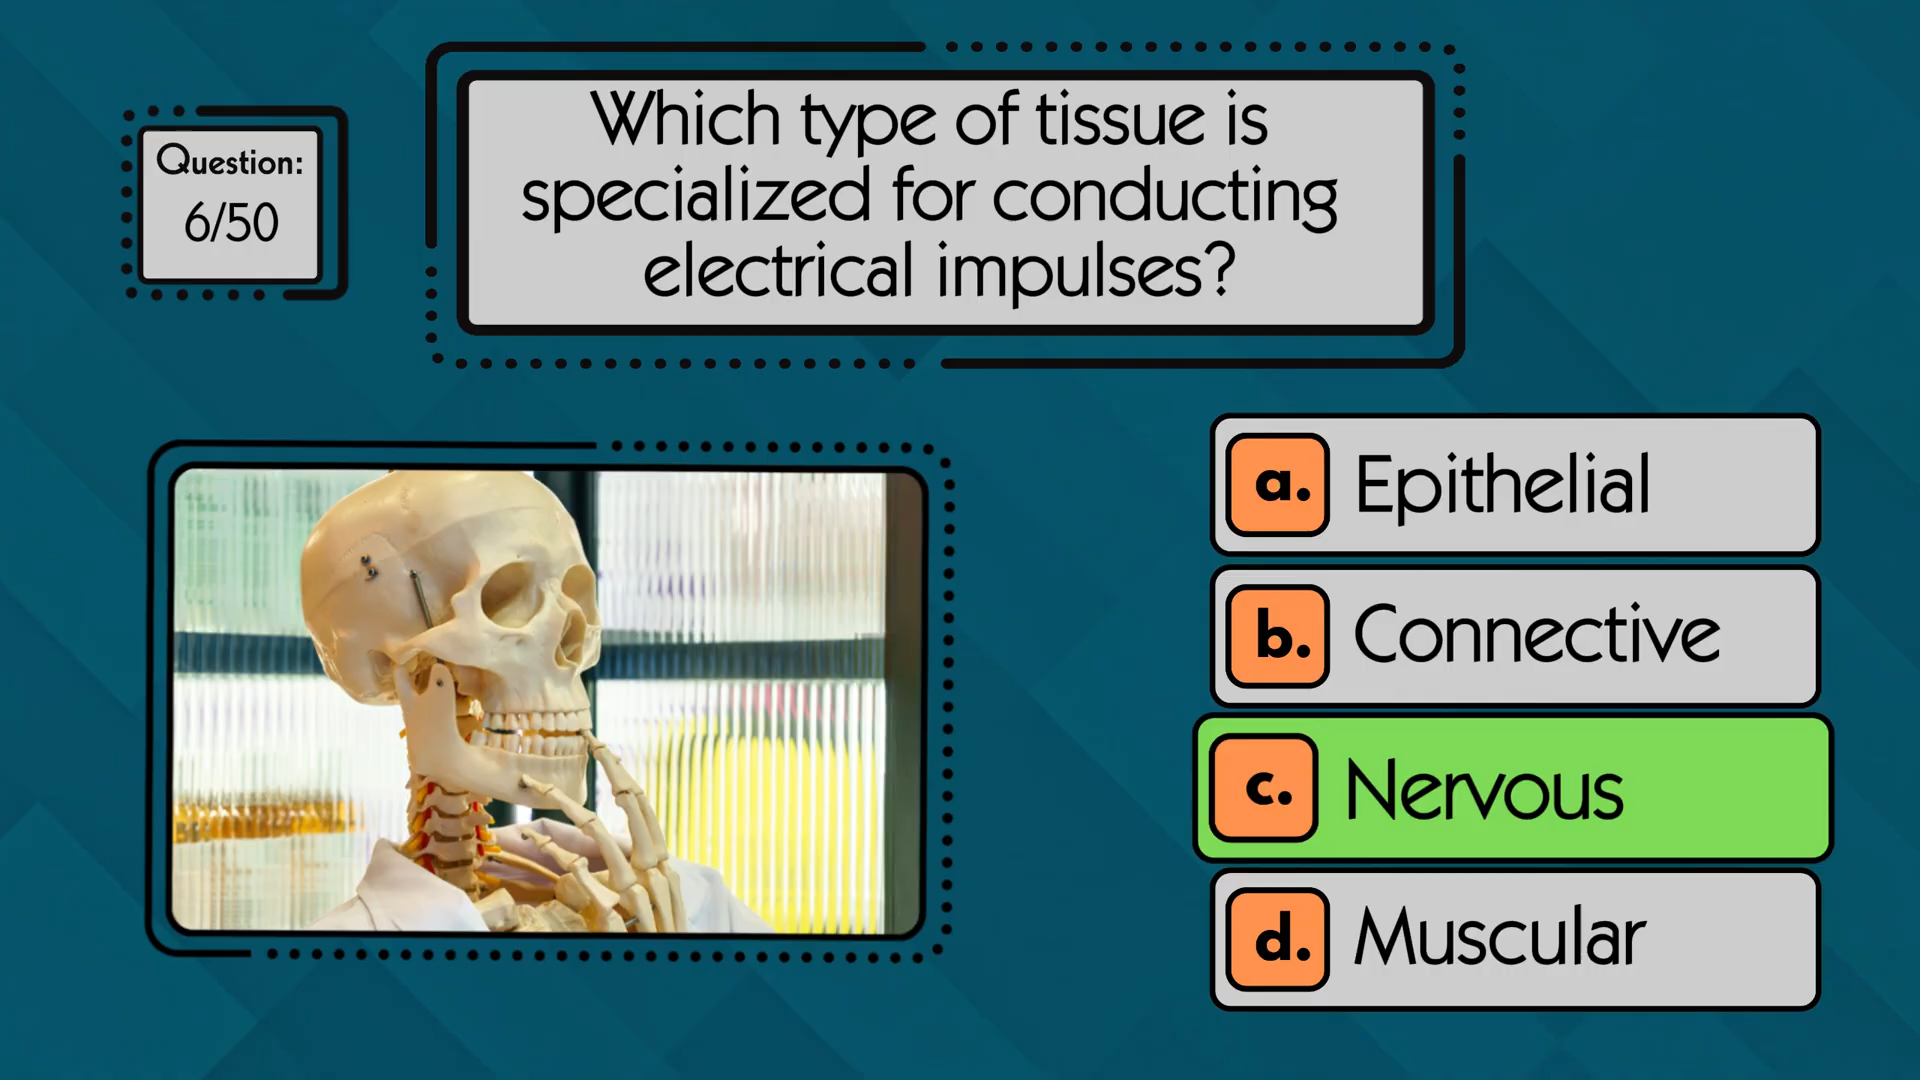 Question:
6/50
Which type of tissue is
specialized for conducting
electrical impulses?
a. Epithelial
b. Connective
c. Nervous
d. Muscular